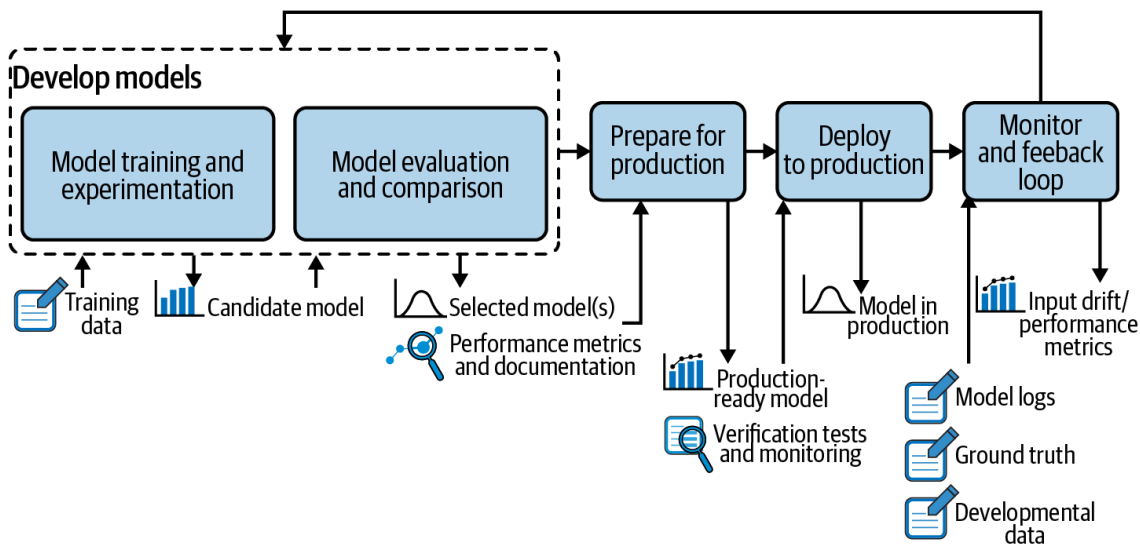 Develop models
Model training and
experimentation
Model evaluation
and comparison
Prepare for
production
Deploy
to production
Monitor
and feeback
loop
Training
data
Candidate model
Selected model(s)
Performance metrics
and documentation
Production-
ready model
Verification tests
and monitoring
Model in
production
Input drift/
performance
metrics
Model logs
Ground truth
Developmental
data